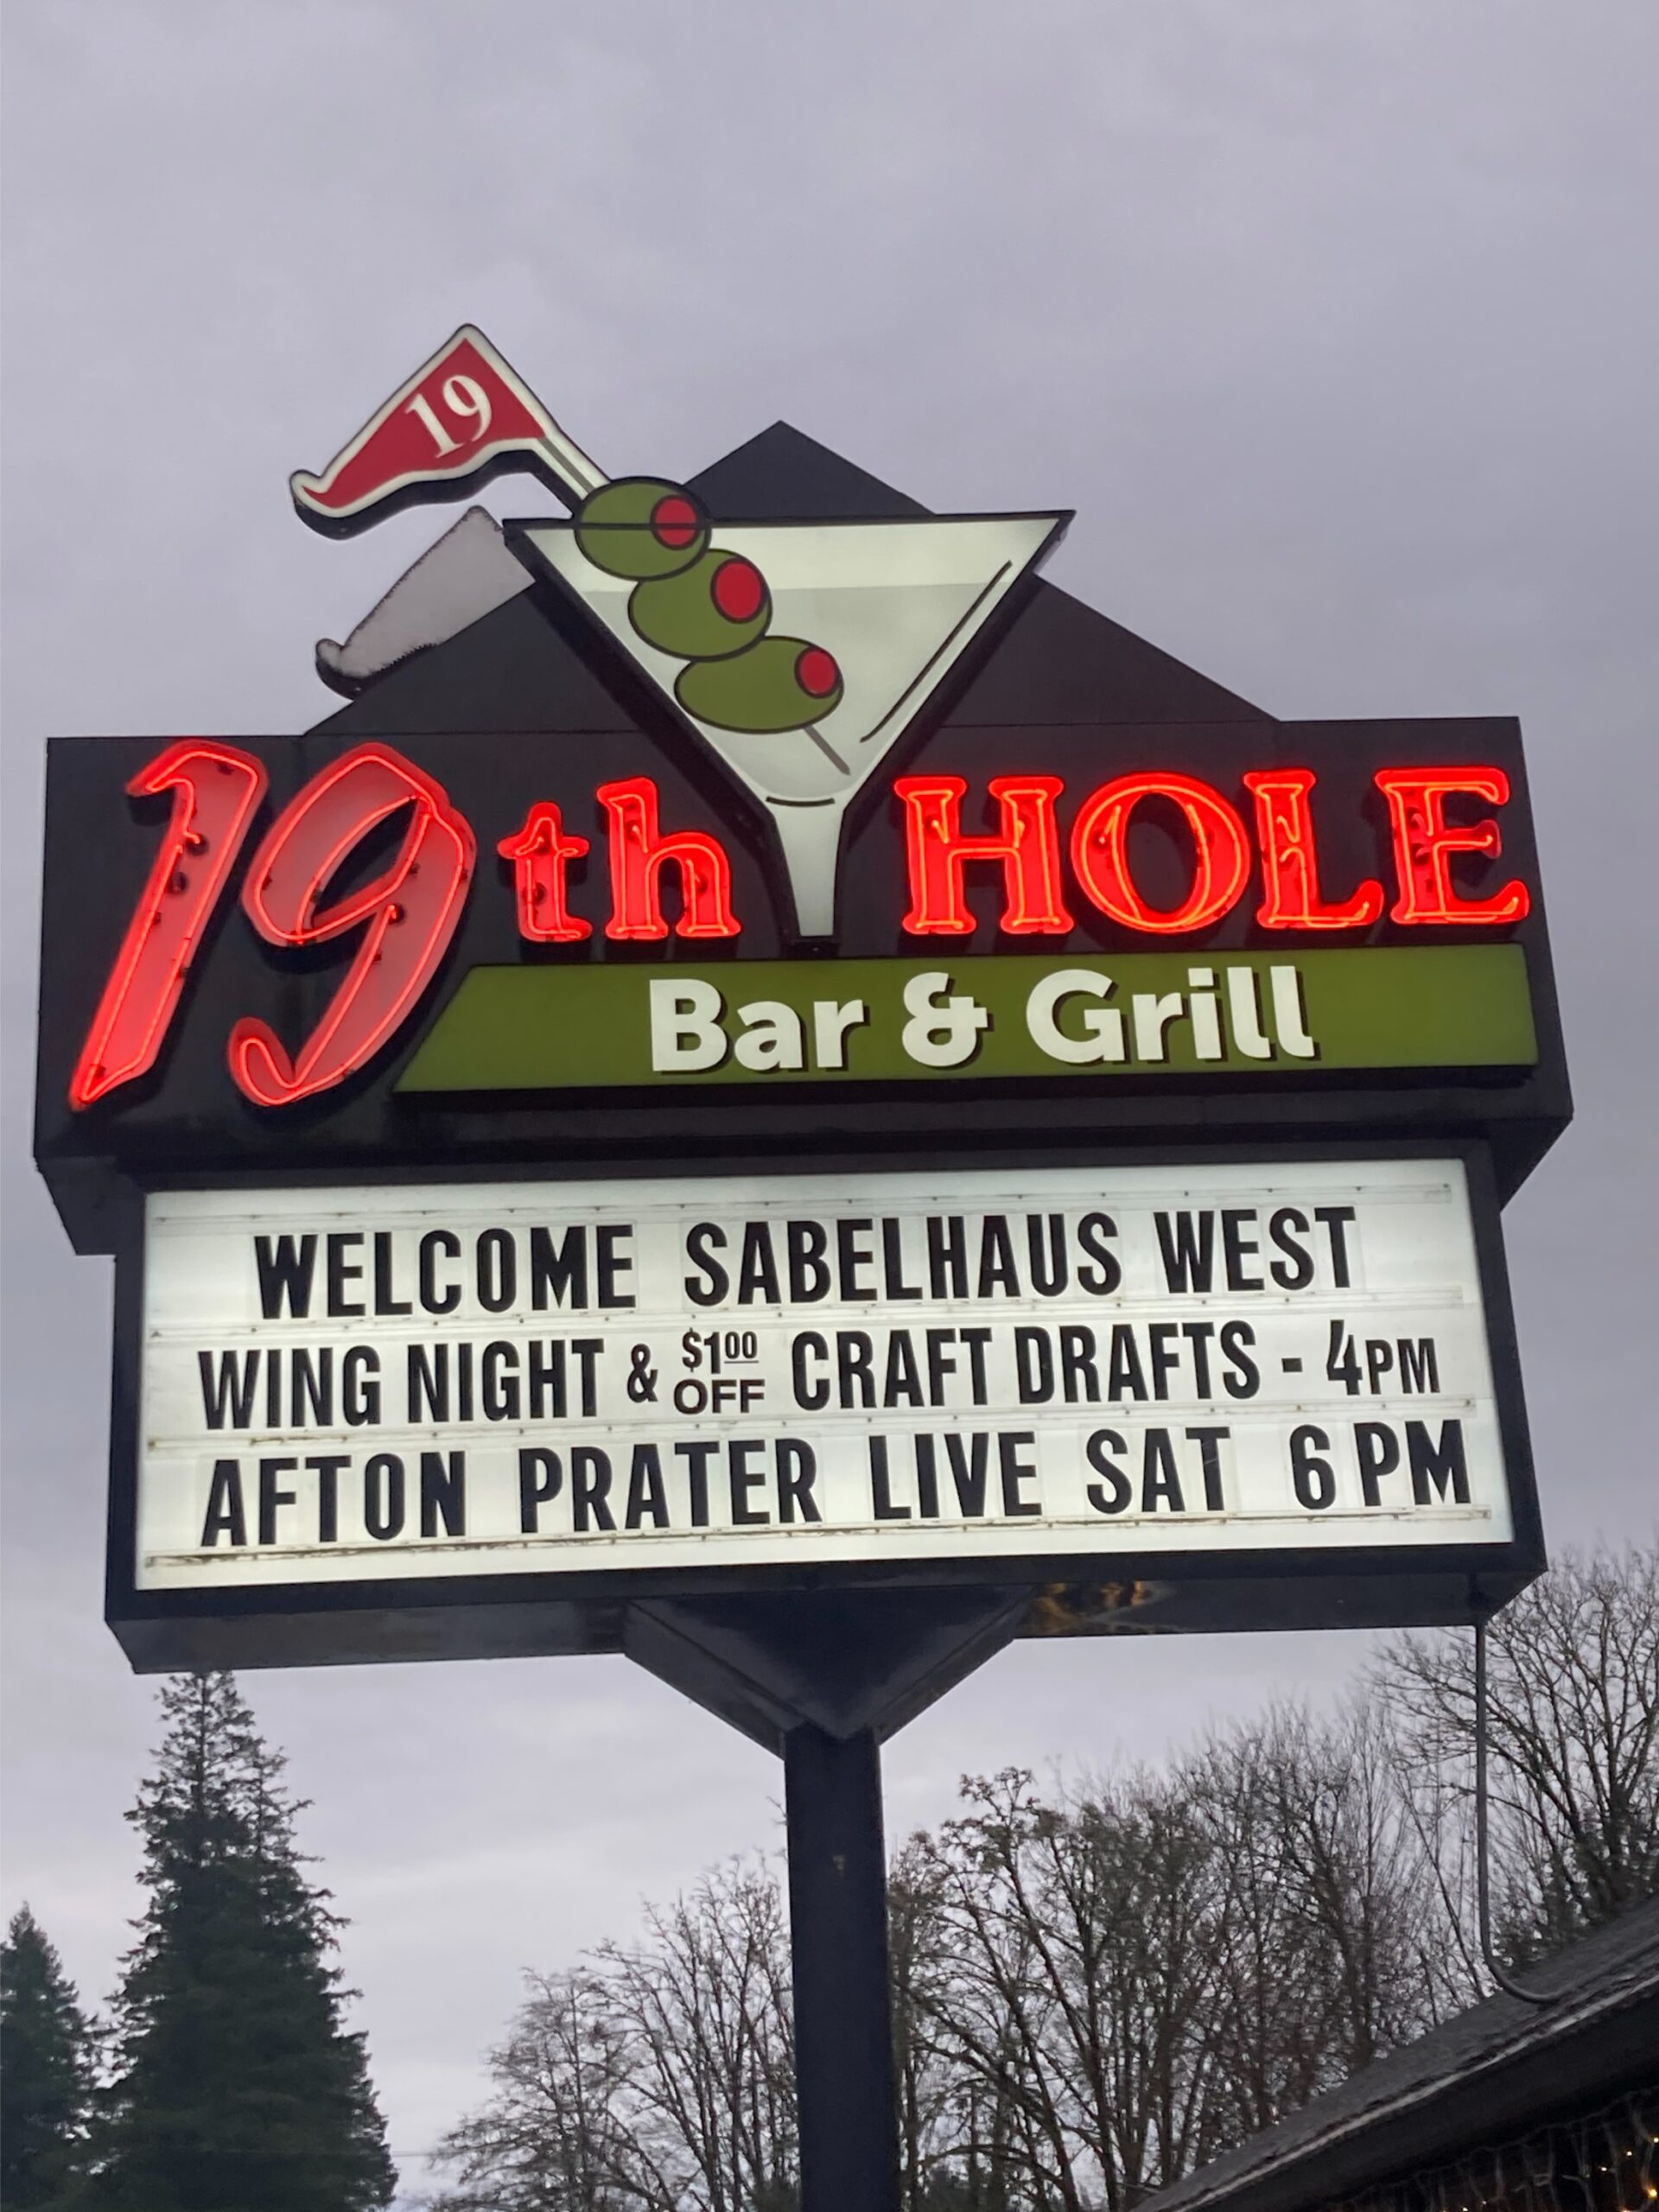 19
19th HOLE
Bar & Grill
WELCOME SABELHAUS WEST
WING NIGHT & $1.00 OFF CRAFT DRAFTS - 4PM
AFTON PRATER LIVE SAT 6PM